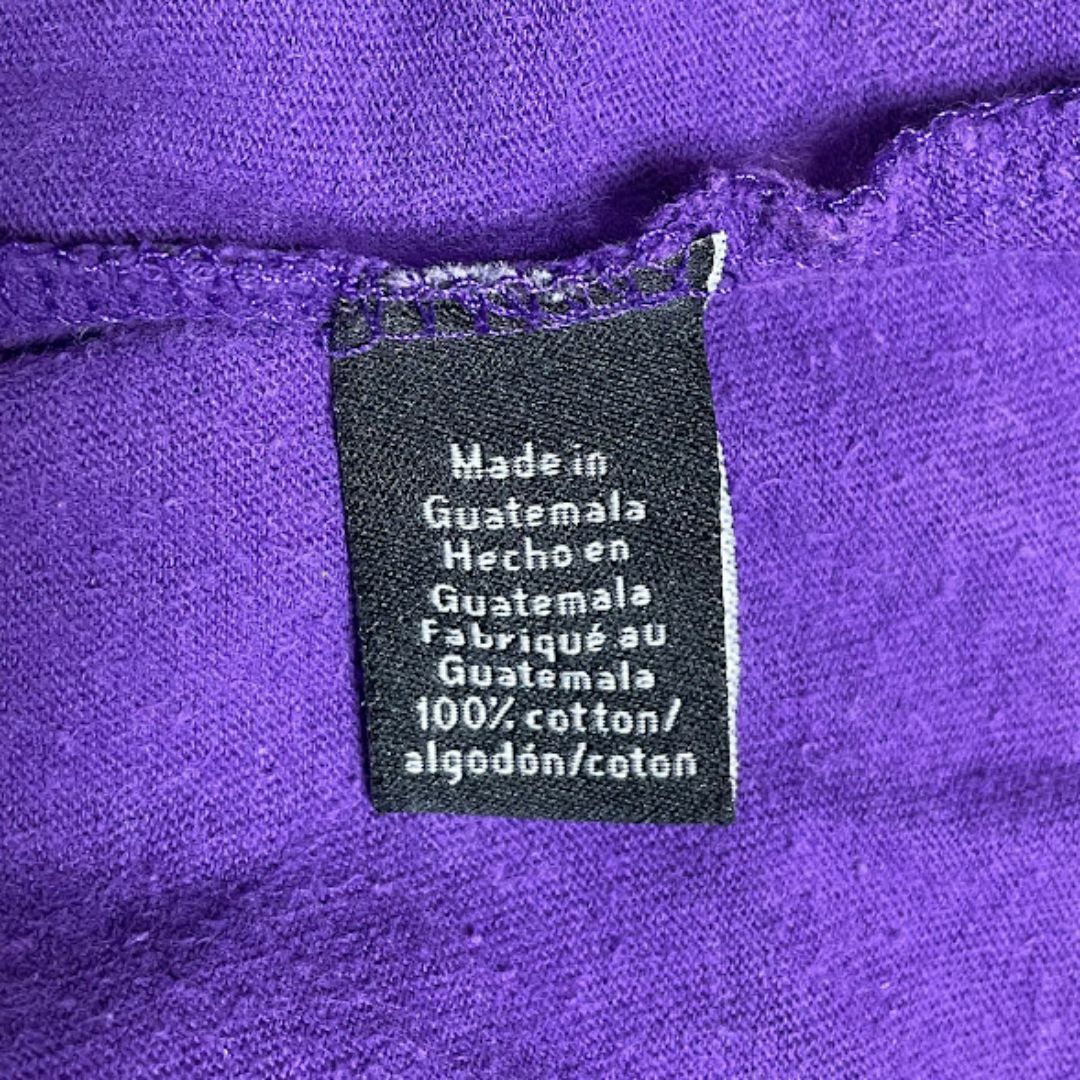 Made in
Guatemala
Hecho en
Guatemala
Fabriqué au
Guatemala
100% cotton/
algodón/coton